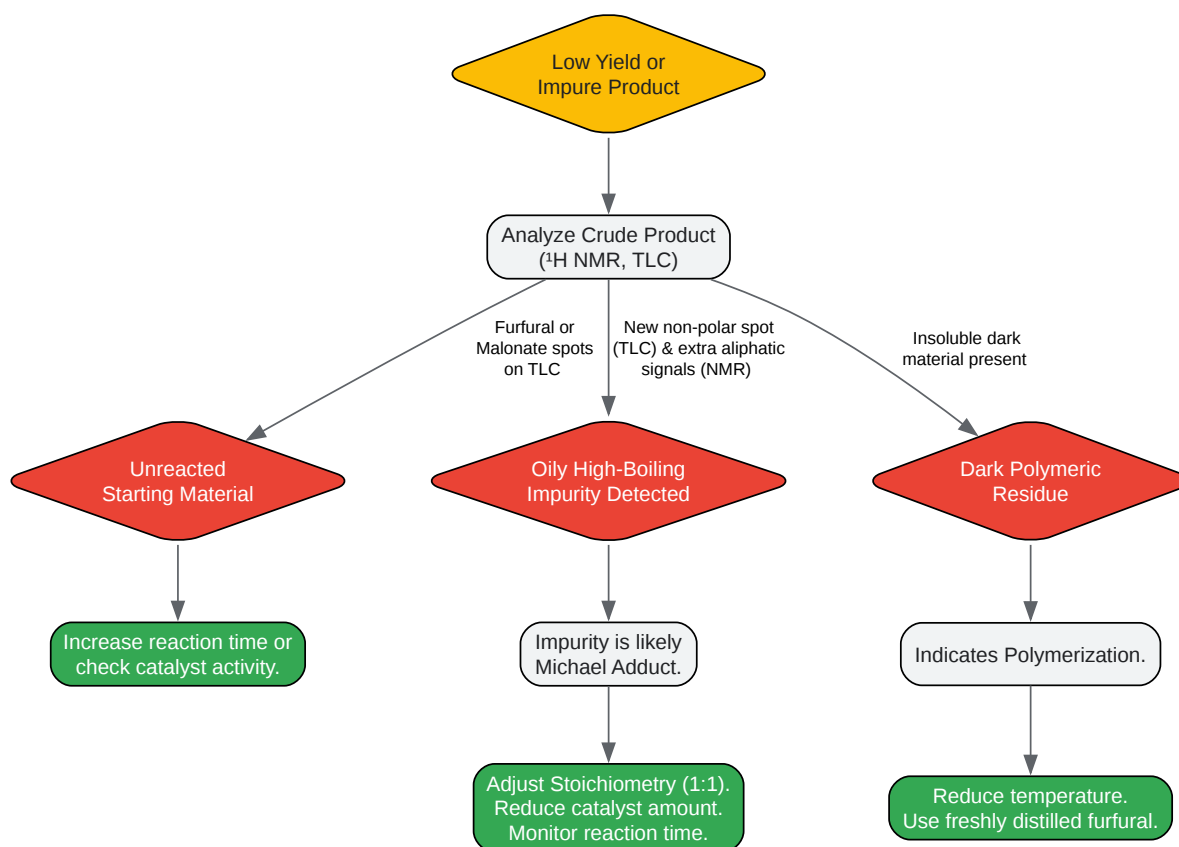 Low Yield or
Impure Product
Analyze Crude Product
(¹H NMR, TLC)
Furfural or
Malonate spots
on TLC
New non-polar spot
(TLC) & extra aliphatic
signals (NMR)
Insoluble dark
material present
Unreacted
Starting Material
Oily High-Boiling
Impurity Detected
Dark Polymeric
Residue
Increase reaction time or
check catalyst activity.
Impurity is likely
Michael Adduct.
Indicates Polymerization.
Adjust Stoichiometry (1:1).
Reduce catalyst amount.
Monitor reaction time.
Reduce temperature.
Use freshly distilled furfural.